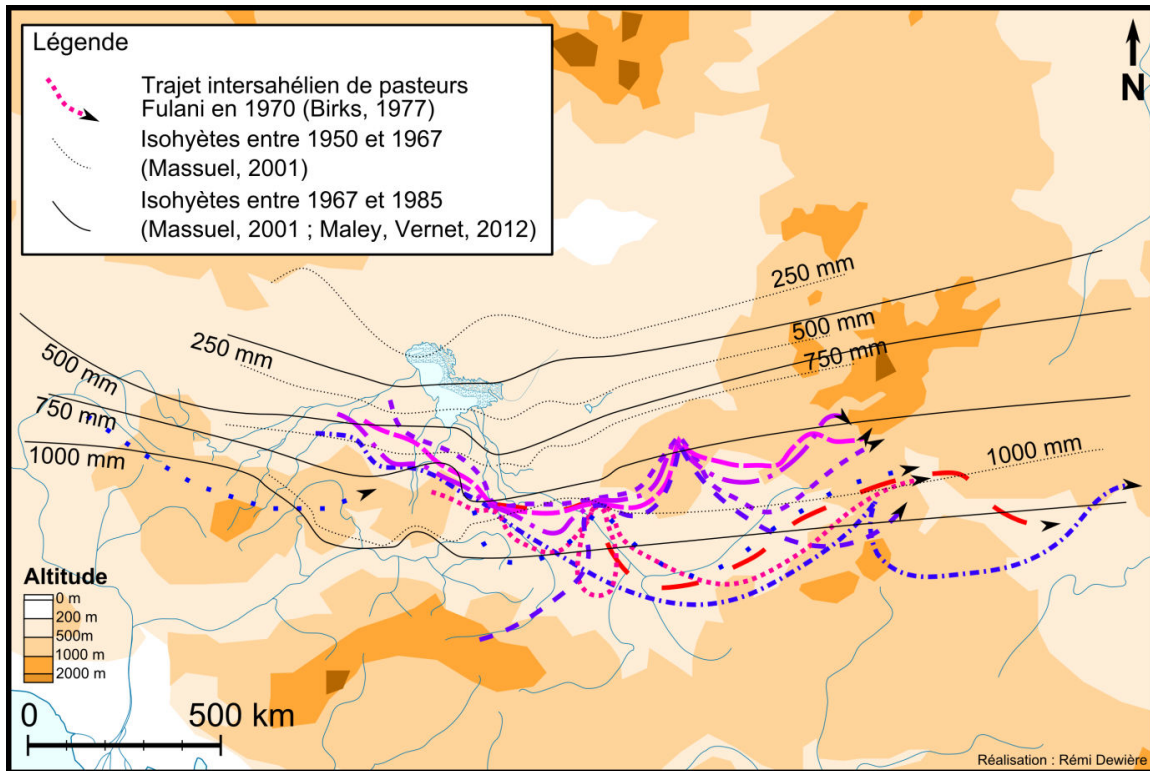 Légende
Trajet intersahélien de pasteurs
Fulani en 1970 (Birks, 1977)
Isohyètes entre 1950 et 1967
(Massuel, 2001)
Isohyètes entre 1967 et 1985
(Massuel, 2001 ; Maley, Vernet, 2012)
N
250 mm
500 mm
750 mm
250 mm
500 mm
750 mm
1000 mm
1000 mm
Altitude
0 m
200 m
500m
1000 m
2000 m
0
500 km
Réalisation : Rémi Dewière